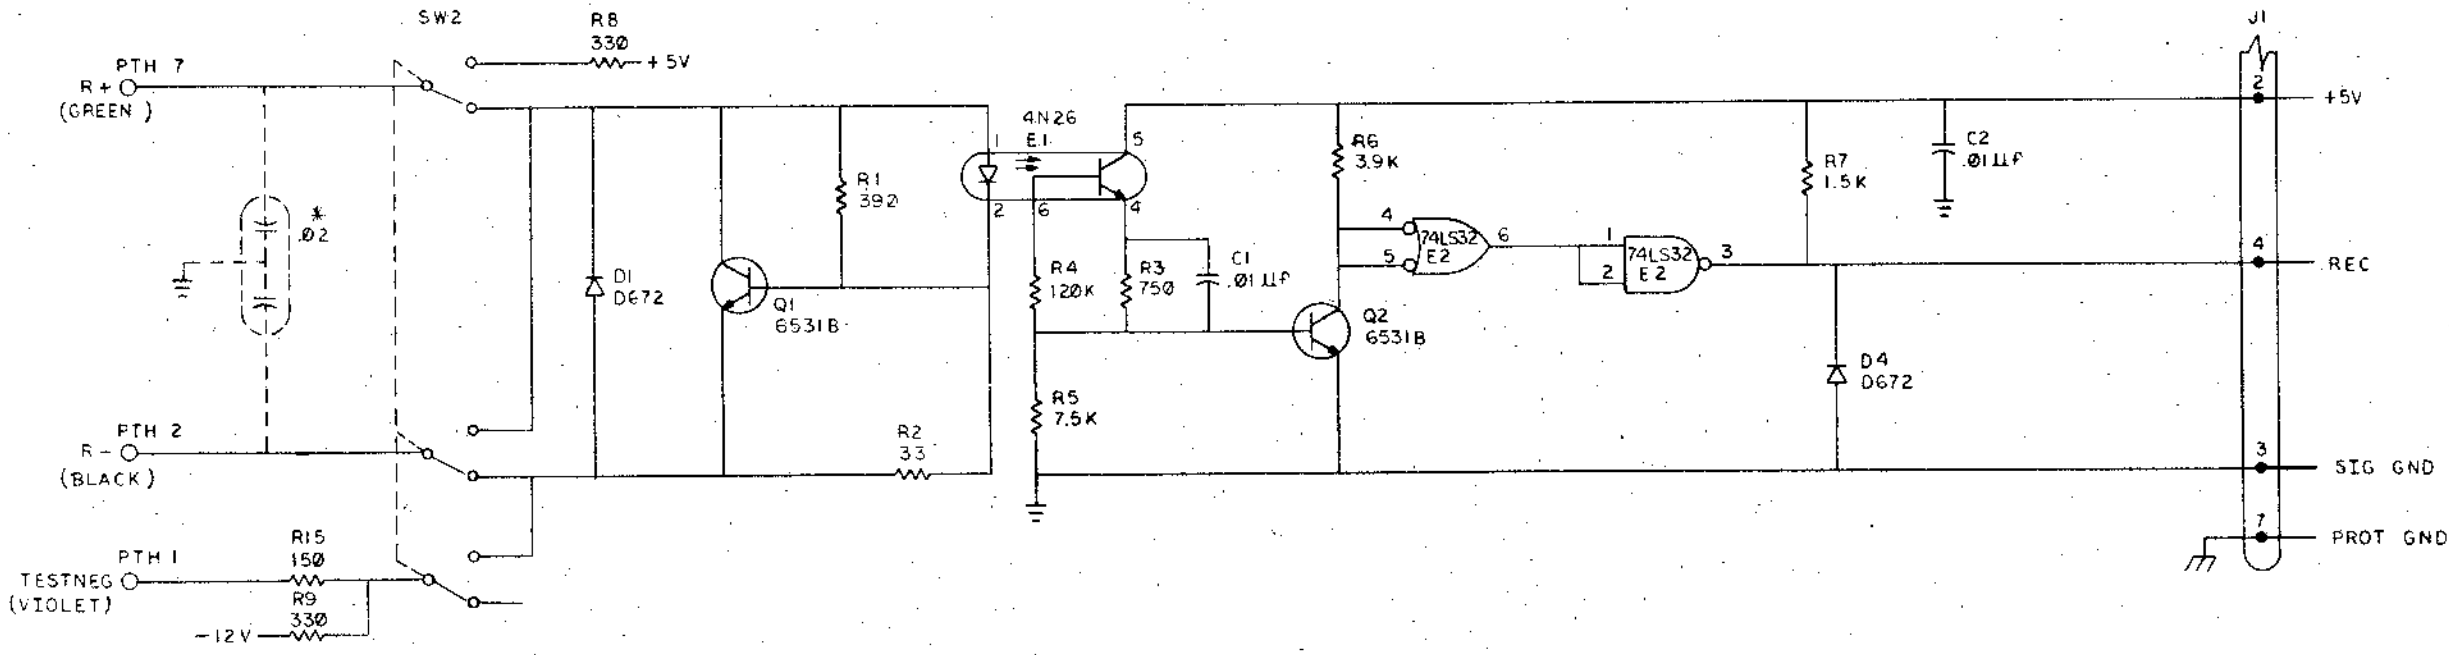 SW2
R8
330
+5V
PTH 7
R+
(GREEN)
*
.02
PTH 2
R-
(BLACK)
R15
150
PTH 1
TESTNEG
(VIOLET)
R9
330
-12V
D1
D672
Q1
6531B
R1
390
R2
33
4N26
E1
1
2
6
5
4
R4
120K
R3
750
C1
.01µf
R5
7.5K
R6
3.9K
Q2
6531B
4
5
74LS32
E2
6
1
2
74LS32
E2
3
R7
1.5K
C2
.01µf
D4
D672
J1
2
+5V
4
REC
3
SIG GND
7
PROT GND